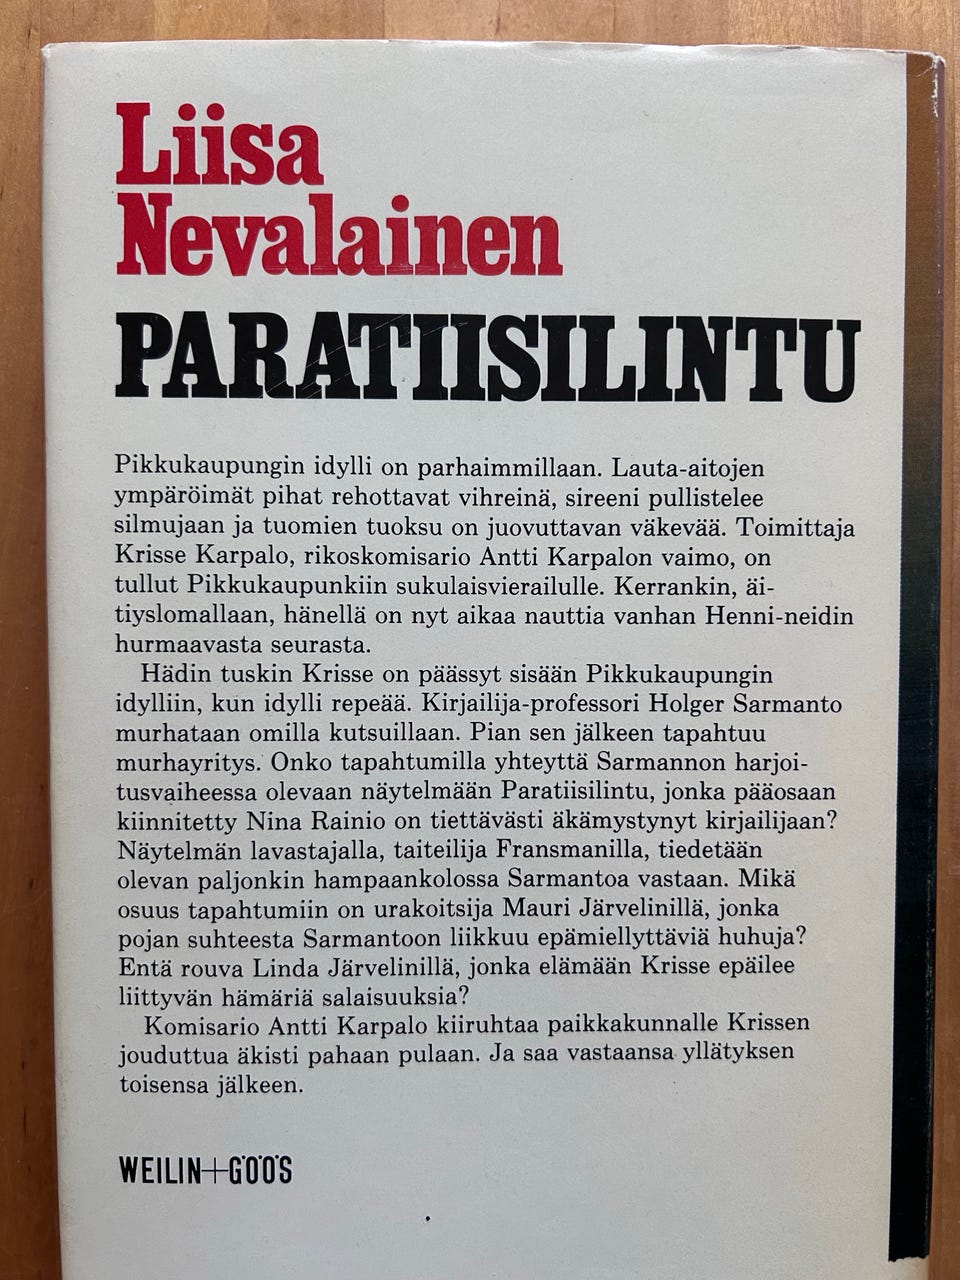 Liisa
Nevalainen
PARATIISILINTU
Pikkukaupungin idylli on parhaimmillaan. Lauta-aitojen
ympäröimät pihat rehottavat vihreinä, sireeni pullistelee
silmujaan ja tuomien tuoksu on juovuttavan väkevää. Toimittaja
Krisse Karpalo, rikoskomisario Antti Karpalon vaimo, on
tullut Pikkukaupunkiin sukulaisvierailulle. Kerrankin, äi-
tiyslomallaan, hänellä on nyt aikaa nauttia vanhan Henni-neidin
hurmaavasta seurasta.
Hädin tuskin Krisse on päässyt sisään Pikkukaupungin
idylliin, kun idylli repeää. Kirjailija-professori Holger Sarmanto
murhataan omilla kutsuillaan. Pian sen jälkeen tapahtuu
murhayritys. Onko tapahtumilla yhteyttä Sarmannon harjoi-
tusvaiheessa olevaan näytelmään Paratiisilintu, jonka pääosaan
kiinnitetty Nina Rainio on tiettävästi äkämystynyt kirjailijaan?
Näytelmän lavastajalla, taiteilija Fransmanilla, tiedetään
olevan paljonkin hampaankolossa Sarmantoa vastaan. Mikä
osuus tapahtumiin on urakoitsija Mauri Järvelinillä, jonka
pojan suhteesta Sarmantoon liikkuu epämiellyttäviä huhuja?
Entä rouva Linda Järvelinillä, jonka elämään Krisse epäilee
liittyvän hämäriä salaisuuksia?
Komisario Antti Karpalo kiiruhtaa paikkakunnalle Krissen
jouduttua äkisti pahaan pulaan. Ja saa vastaansa yllätyksen
toisensa jälkeen.
WEILIN+GÖÖS